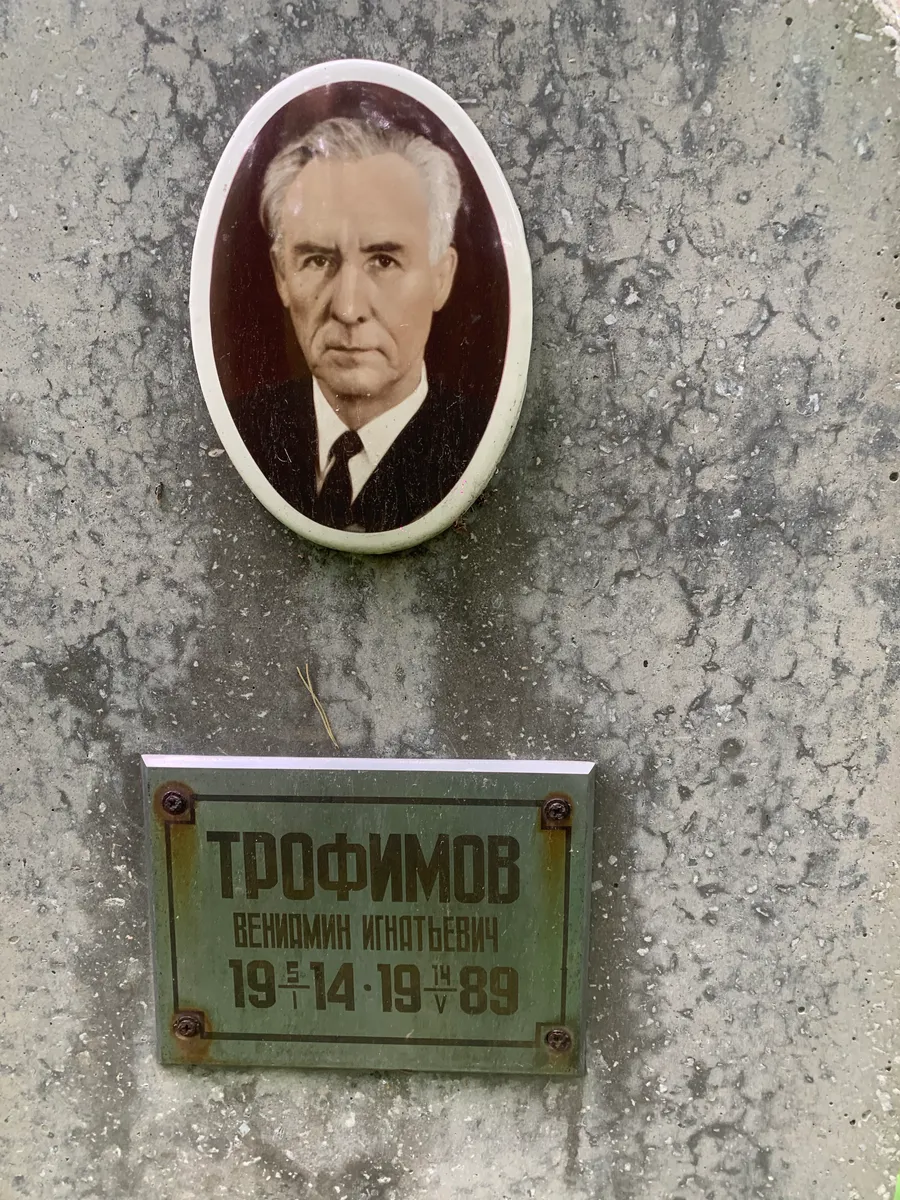 ТРОФИМОВ
ВЕНИАМИН ИГНАТЬЕВИЧ
19 5/I 14 · 19 14/V 89